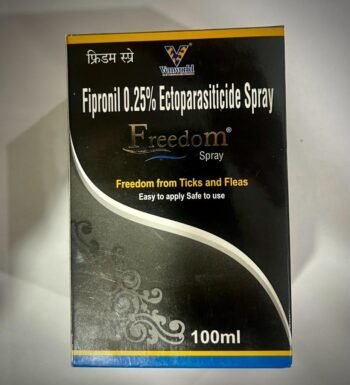 फ्रिडम स्प्रे
Vanworld
Fipronil 0.25% Ectoparasiticide Spray
Freedom®
Spray
Freedom from Ticks and Fleas
Easy to apply Safe to use
100ml